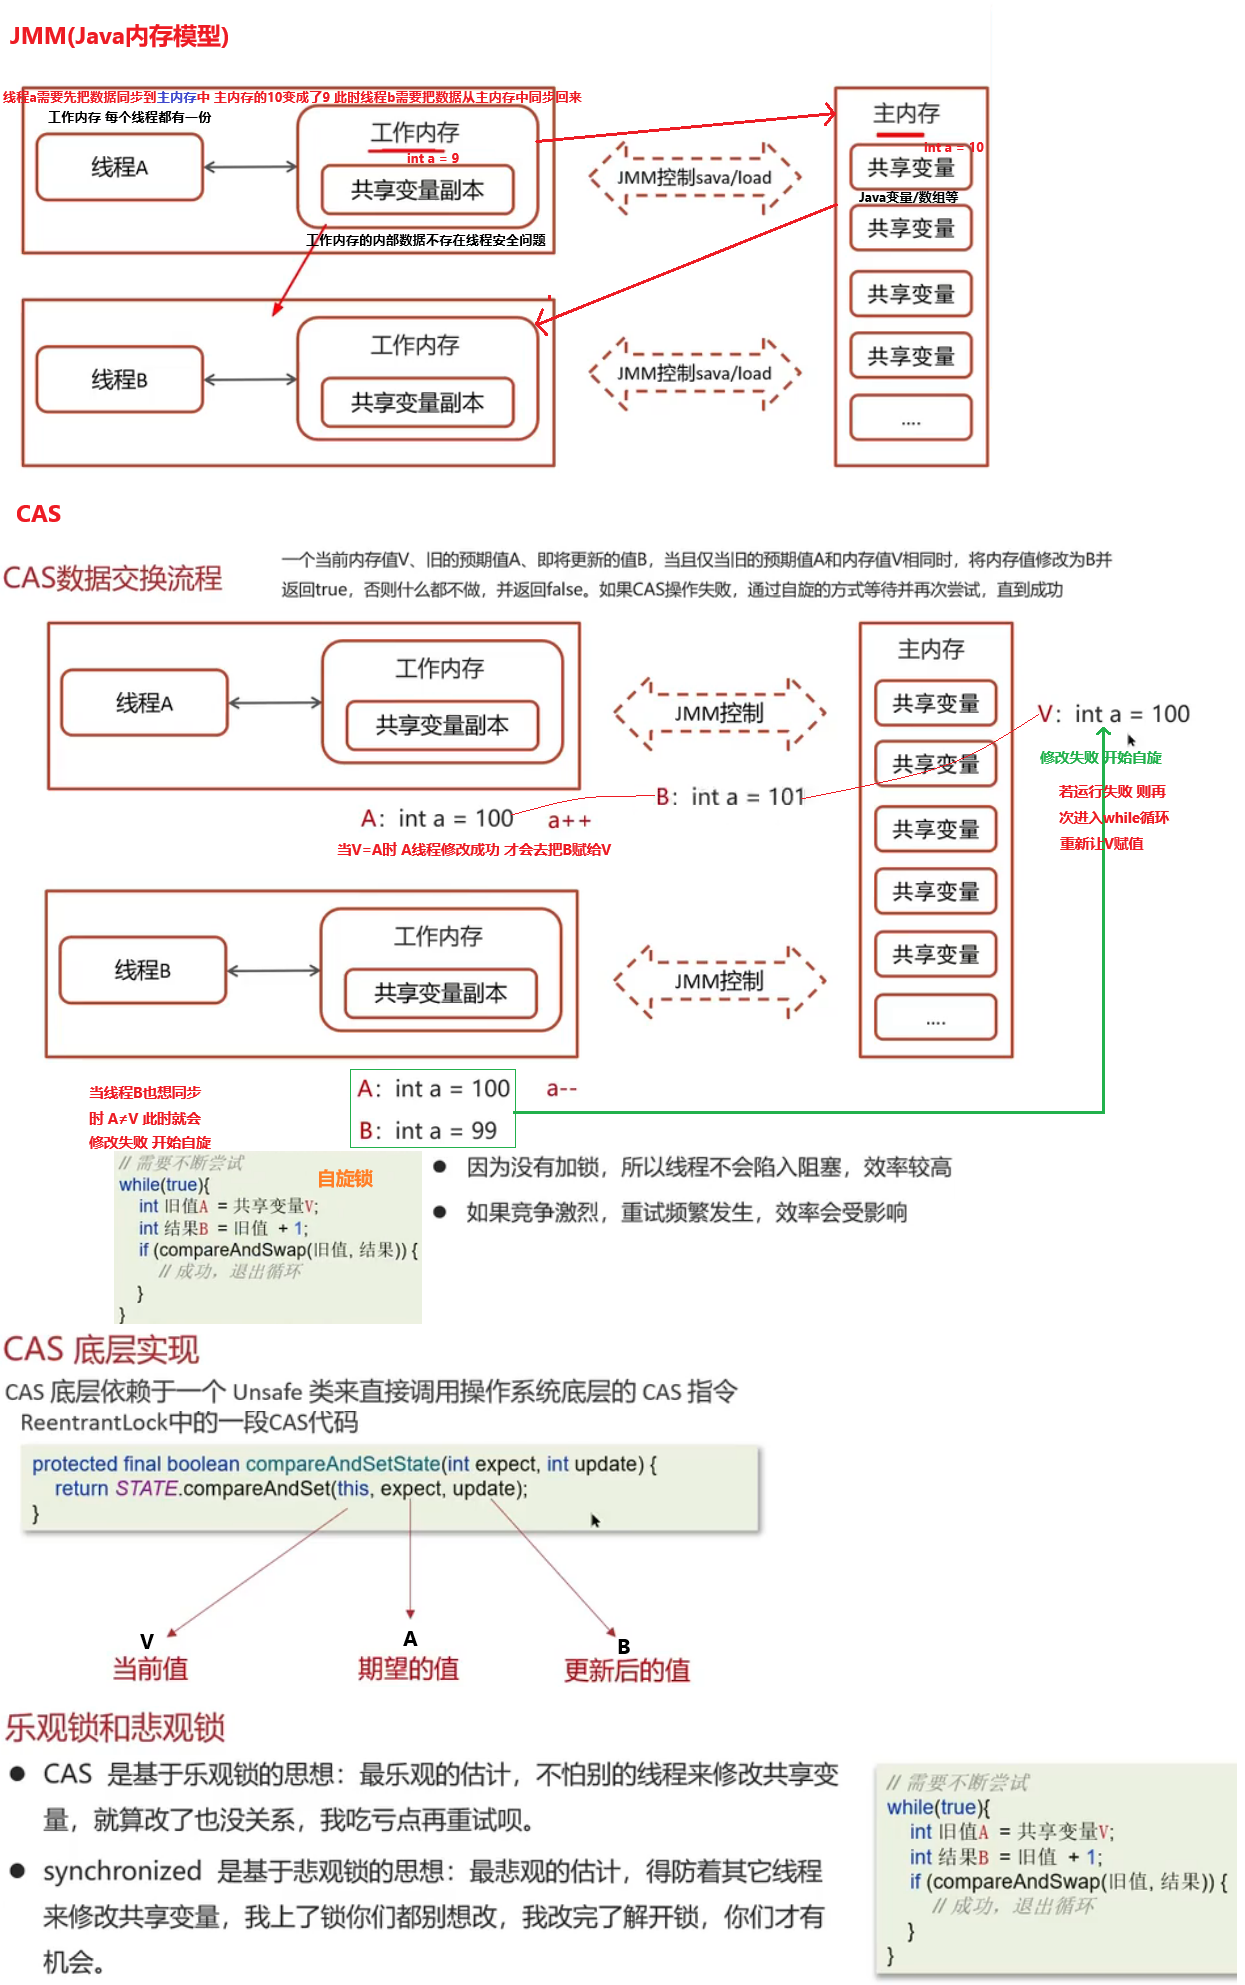 JMM(Java内存模型)
线程a需要先把数据同步到主内存中 主内存的10变成了9 此时线程b需要把数据从主内存中同步回来
工作内存 每个线程都有一份
线程A
工作内存
int a = 9
共享变量副本
工作内存的内部数据不存在线程安全问题
JMM控制sava/load
主内存
int a = 10
共享变量
Java变量/数组等
共享变量
共享变量
共享变量
....
线程B
工作内存
共享变量副本
JMM控制sava/load
CAS
CAS数据交换流程
一个当前内存值V、旧的预期值A、即将更新的值B，当且仅当旧的预期值A和内存值V相同时，将内存值修改为B并
返回true，否则什么都不做，并返回false。如果CAS操作失败，通过自旋的方式等待并再次尝试，直到成功
线程A
工作内存
共享变量副本
JMM控制
主内存
共享变量
共享变量
共享变量
共享变量
共享变量
....
V：int a = 100
修改失败 开始自旋
若运行失败 则再
次进入while循环
重新让V赋值
A：int a = 100
a++
B：int a = 101
当V=A时 A线程修改成功 才会去把B赋给V
线程B
工作内存
共享变量副本
JMM控制
当线程B也想同步
时 A≠V 此时就会
修改失败 开始自旋
A：int a = 100
a--
B：int a = 99
// 需要不断尝试
自旋锁
while(true){
int 旧值A = 共享变量V;
int 结果B = 旧值 + 1;
if (compareAndSwap(旧值, 结果)) {
// 成功，退出循环
}
}
● 因为没有加锁，所以线程不会陷入阻塞，效率较高
● 如果竞争激烈，重试频繁发生，效率会受影响
CAS 底层实现
CAS 底层依赖于一个 Unsafe 类来直接调用操作系统底层的 CAS 指令
ReentrantLock中的一段CAS代码
protected final boolean compareAndSetState(int expect, int update) {
return STATE.compareAndSet(this, expect, update);
}
V
当前值
A
期望的值
B
更新后的值
乐观锁和悲观锁
● CAS 是基于乐观锁的思想：最乐观的估计，不怕别的线程来修改共享变
量，就算改了也没关系，我吃亏点再重试呗。
● synchronized 是基于悲观锁的思想：最悲观的估计，得防着其它线程
来修改共享变量，我上了锁你们都别想改，我改完了解开锁，你们才有
机会。
// 需要不断尝试
while(true){
int 旧值A = 共享变量V;
int 结果B = 旧值 + 1;
if (compareAndSwap(旧值, 结果)) {
// 成功，退出循环
}
}